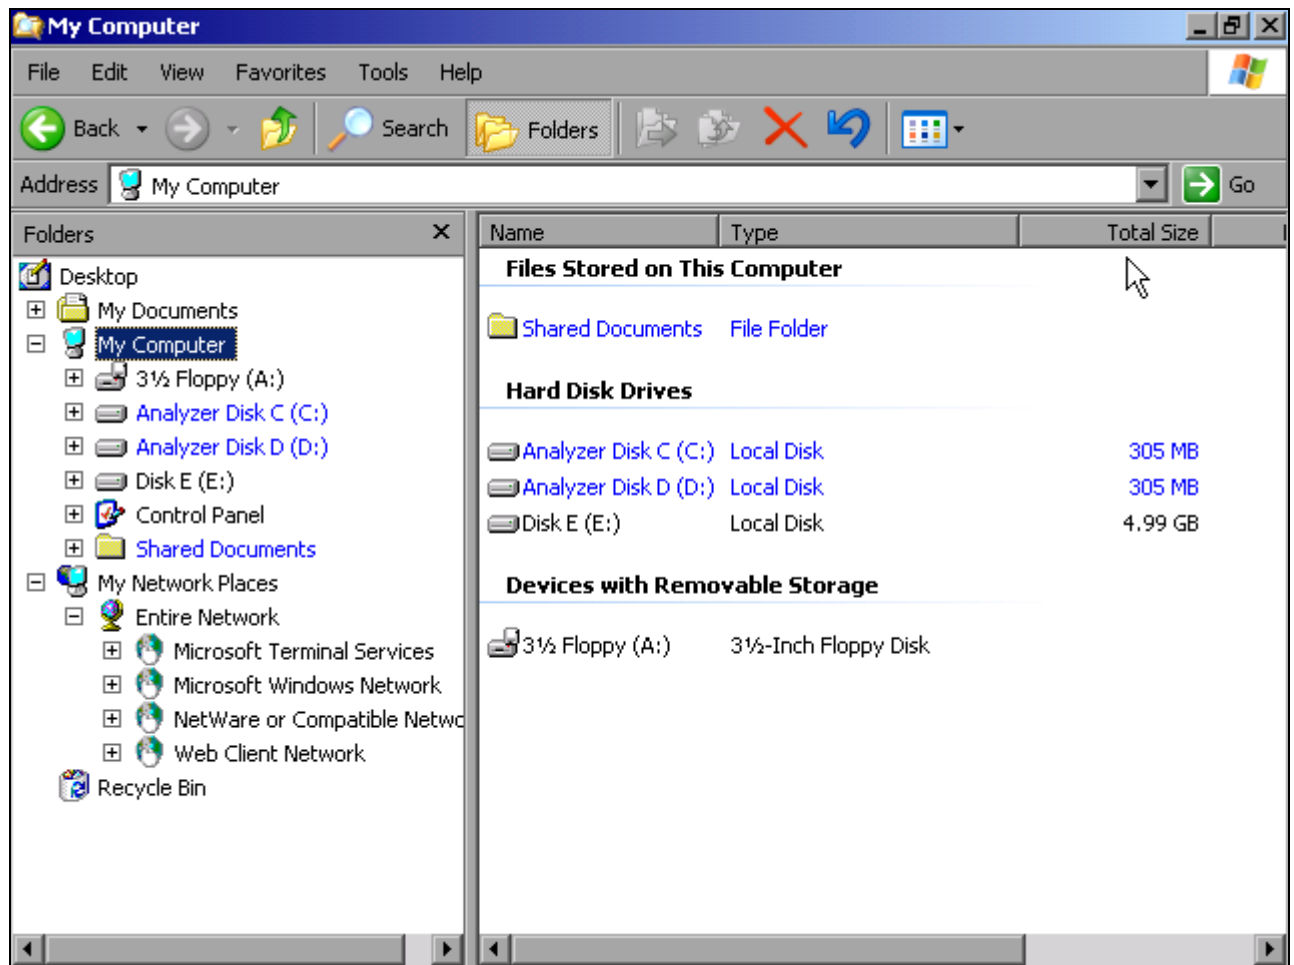 My Computer
File Edit View Favorites Tools Help
Back Search Folders
Address My Computer Go
Folders
Desktop
My Documents
My Computer
3½ Floppy (A:)
Analyzer Disk C (C:)
Analyzer Disk D (D:)
Disk E (E:)
Control Panel
Shared Documents
My Network Places
Entire Network
Microsoft Terminal Services
Microsoft Windows Network
NetWare or Compatible Netwo
Web Client Network
Recycle Bin
Name Type Total Size
Files Stored on This Computer
Shared Documents File Folder
Hard Disk Drives
Analyzer Disk C (C:) Local Disk 305 MB
Analyzer Disk D (D:) Local Disk 305 MB
Disk E (E:) Local Disk 4.99 GB
Devices with Removable Storage
3½ Floppy (A:) 3½-Inch Floppy Disk